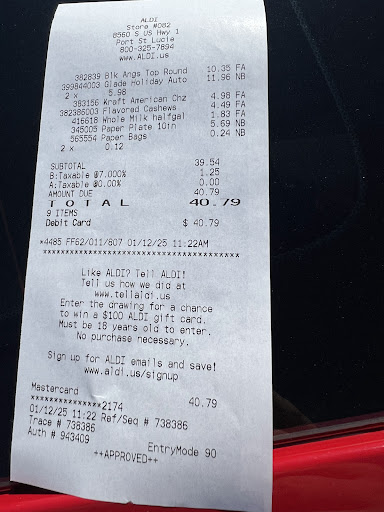 ALDI
Store #082
8560 S US Hwy 1
Port St Lucie
800-325-7894
www.ALDI.us
382839 Blk Angs Top Round 10.35 FA
399844003 Glade Holiday Auto 11.96 NB
2 x 5.98
383156 Kraft American Chz 4.98 FA
382386003 Flavored Cashews 4.49 FA
416618 Whole Milk halfgal 1.83 FA
345005 Paper Plate 10in 5.69 NB
565554 Paper Bags 0.24 NB
2 x 0.12
SUBTOTAL 39.54
B:Taxable @7.000% 1.25
A:Taxable @0.00% 0.00
AMOUNT DUE 40.79
TOTAL 40.79
9 ITEMS
Debit Card $ 40.79
*4485 FF62/011/607 01/12/25 11:22AM
****************************************
Like ALDI? Tell ALDI!
Tell us how we did at
www.tellaldi.us
Enter the drawing for a chance
to win a $100 ALDI gift card.
Must be 18 years old to enter.
No purchase necessary.
Sign up for ALDI emails and save!
www.aldi.us/signup
Mastercard 40.79
***************2174
01/12/25 11:22 Ref/Seq # 738386
Trace # 738386
Auth # 943409
EntryMode 90
++APPROVED++